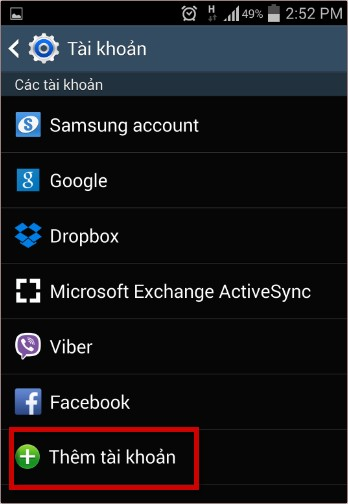 H 49% 2:52 PM
Tài khoản
Các tài khoản
Samsung account
Google
Dropbox
Microsoft Exchange ActiveSync
Viber
Facebook
Thêm tài khoản